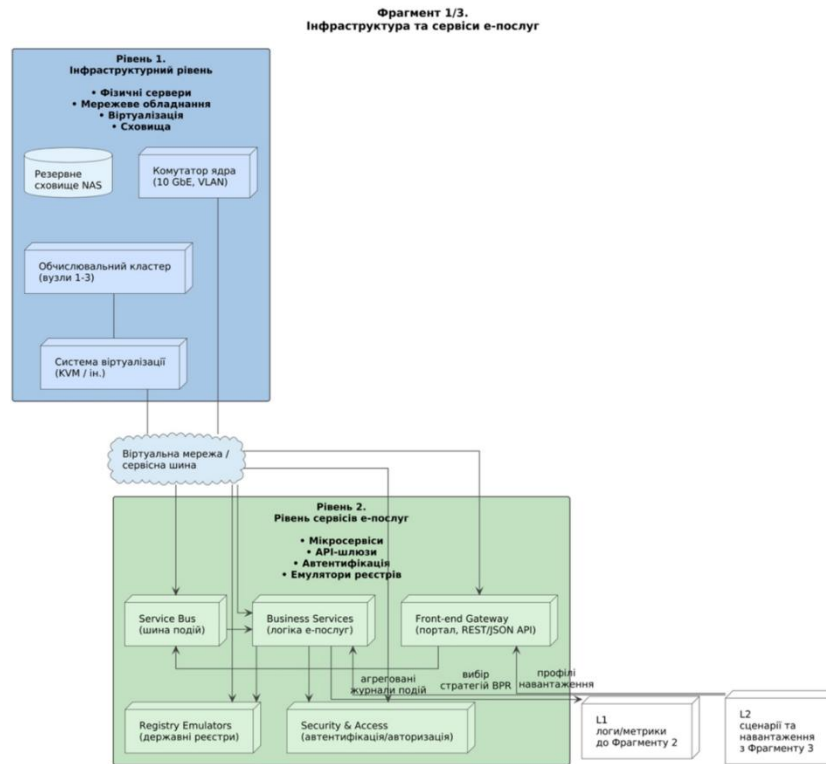 Фрагмент 1/3.
Інфраструктура та сервіси е-послуг
Рівень 1.
Інфраструктурний рівень
• Фізичні сервери
• Мережеве обладнання
• Віртуалізація
• Сховища
Резервне
сховище NAS
Комутатор ядра
(10 GbE, VLAN)
Обчислювальний кластер
(вузли 1-3)
Система віртуалізації
(KVM / ін.)
Віртуальна мережа /
сервісна шина
Рівень 2.
Рівень сервісів е-послуг
• Мікросервіси
• API-шлюзи
• Автентифікація
• Емулятори реєстрів
Service Bus
(шина подій)
Business Services
(логіка е-послуг)
Front-end Gateway
(портал, REST/JSON API)
агреговані
журнали подій
вибір
стратегій BPR
профілі
навантаження
Registry Emulators
(державні реєстри)
Security & Access
(автентифікація/авторизація)
L1
логи/метрики
до Фрагменту 2
L2
сценарії та
навантаження
з Фрагменту 3